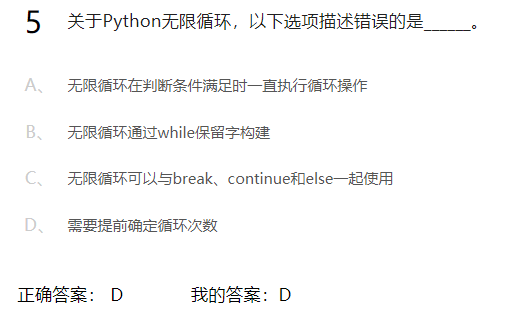 5 关于Python无限循环，以下选项描述错误的是______。
A、 无限循环在判断条件满足时一直执行循环操作
B、 无限循环通过while保留字构建
C、 无限循环可以与break、continue和else一起使用
D、 需要提前确定循环次数
正确答案： D 我的答案：D